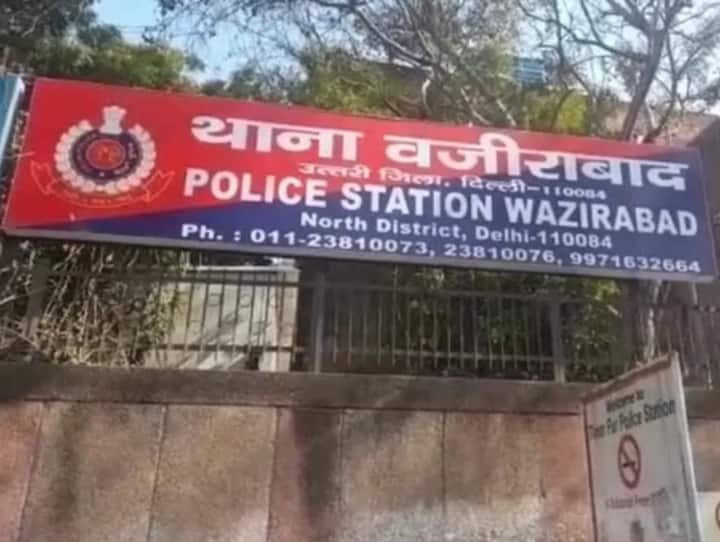 थाना वजीराबाद
उत्तरी जिला, दिल्ली-110084
POLICE STATION WAZIRABAD
North District, Delhi-110084
Ph. : 011-23810073, 23810076, 9971632664
Welcome to
Police Station